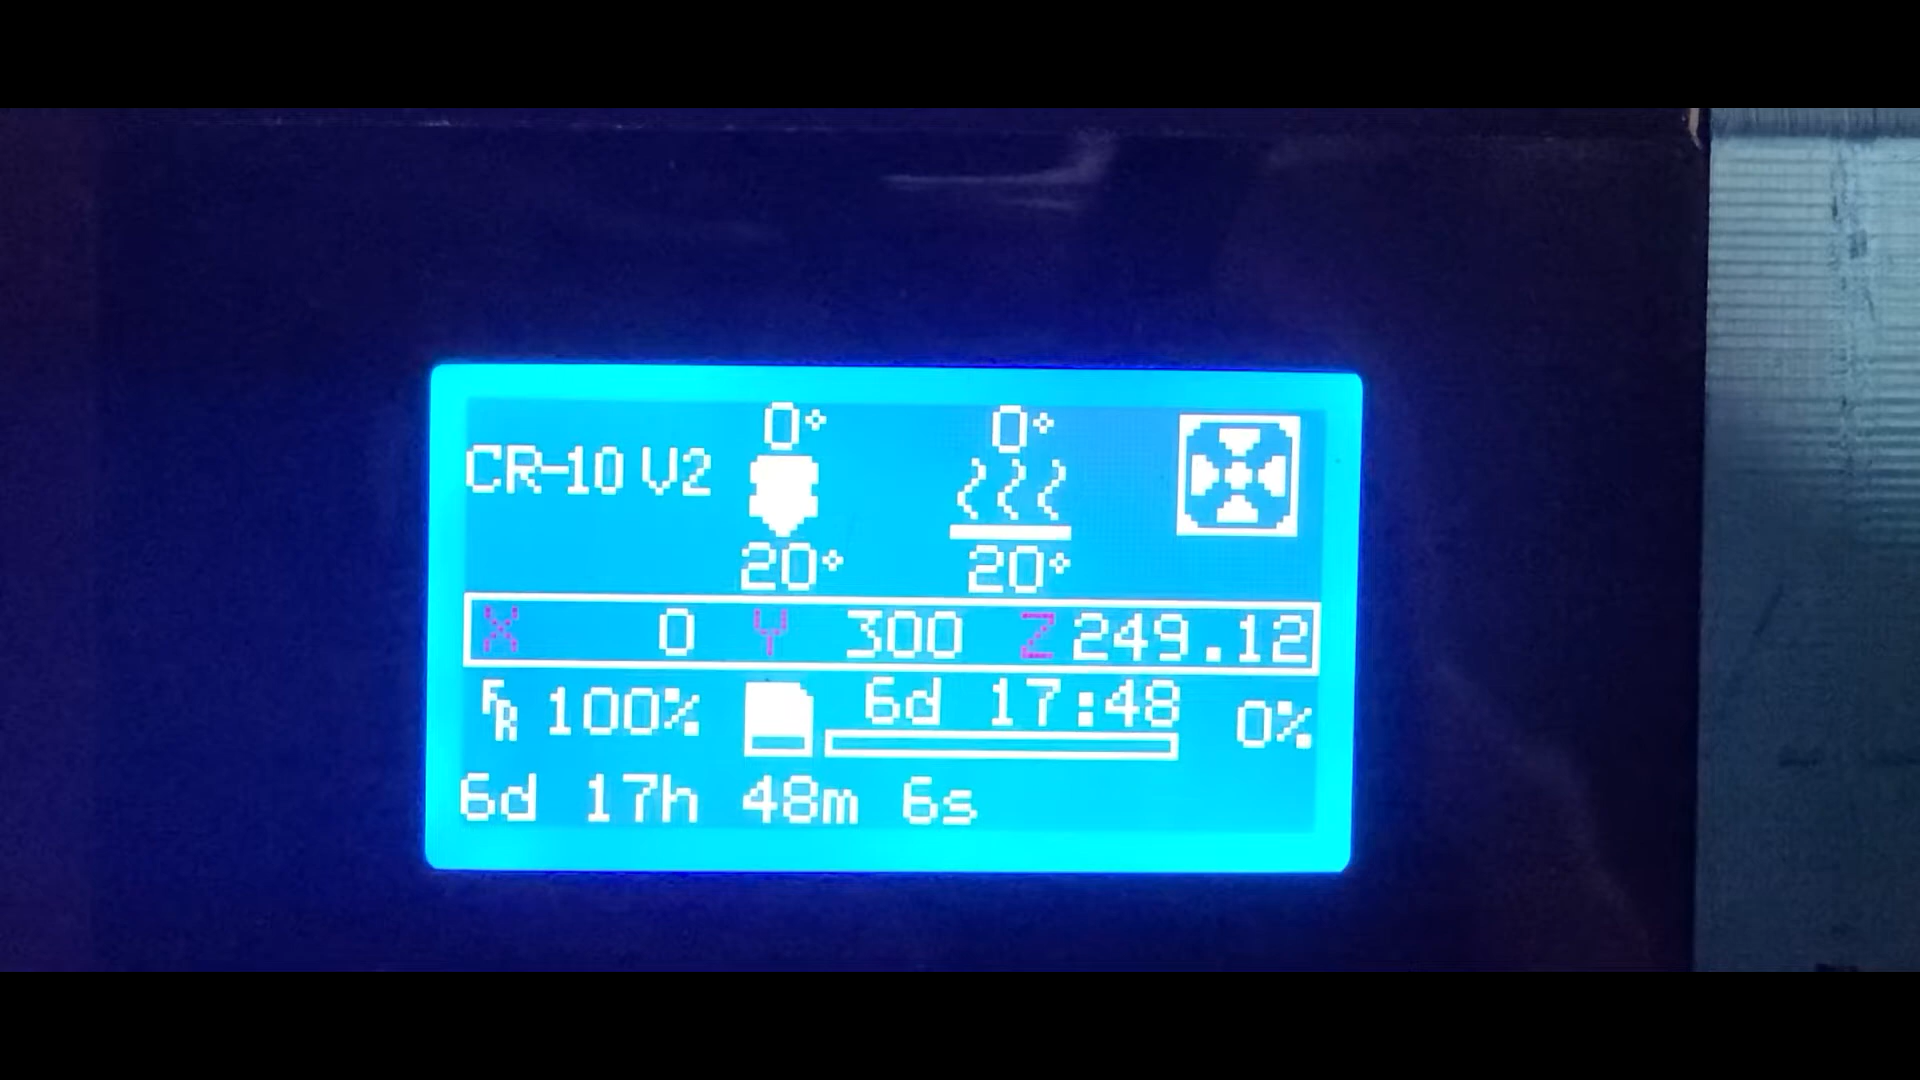 0° 0°
CR-10 V2
20° 20°
X 0 Y 300 Z 249.12
FR 100% 6d 17:48 0%
6d 17h 48m 6s